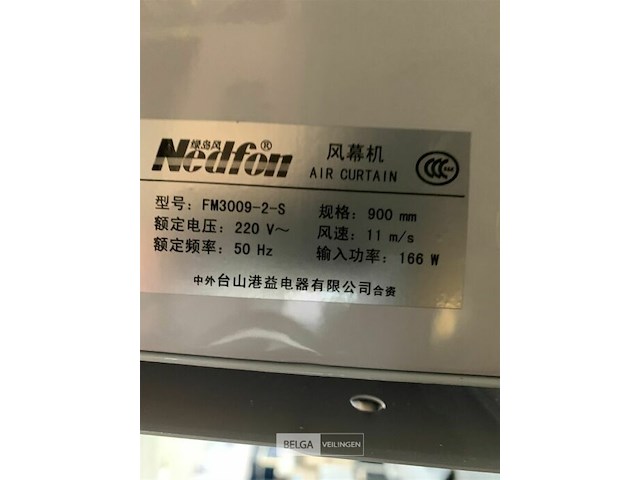 绿岛风
Nedfon®
风幕机
AIR CURTAIN
CCC
型号: FM3009-2-S
规格: 900 mm
额定电压: 220 V～
风速: 11 m/s
额定频率: 50 Hz
输入功率: 166 W
中外台山港益电器有限公司合资
BELGA VEILINGEN